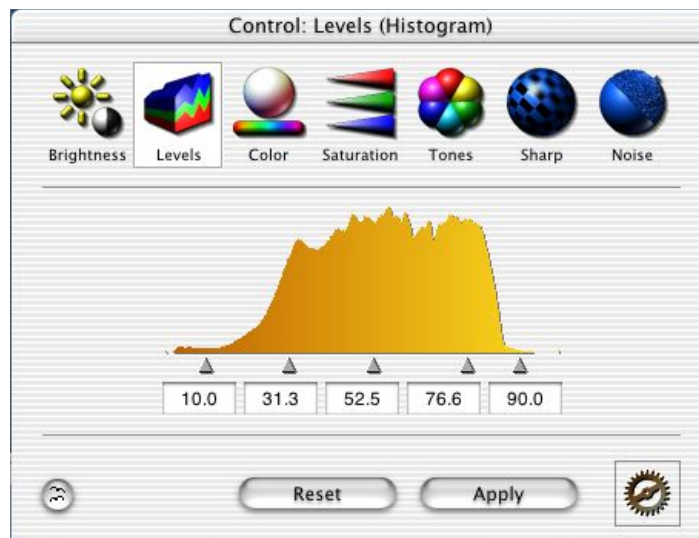 Control: Levels (Histogram)
Brightness Levels Color Saturation Tones Sharp Noise
10.0 31.3 52.5 76.6 90.0
Reset Apply